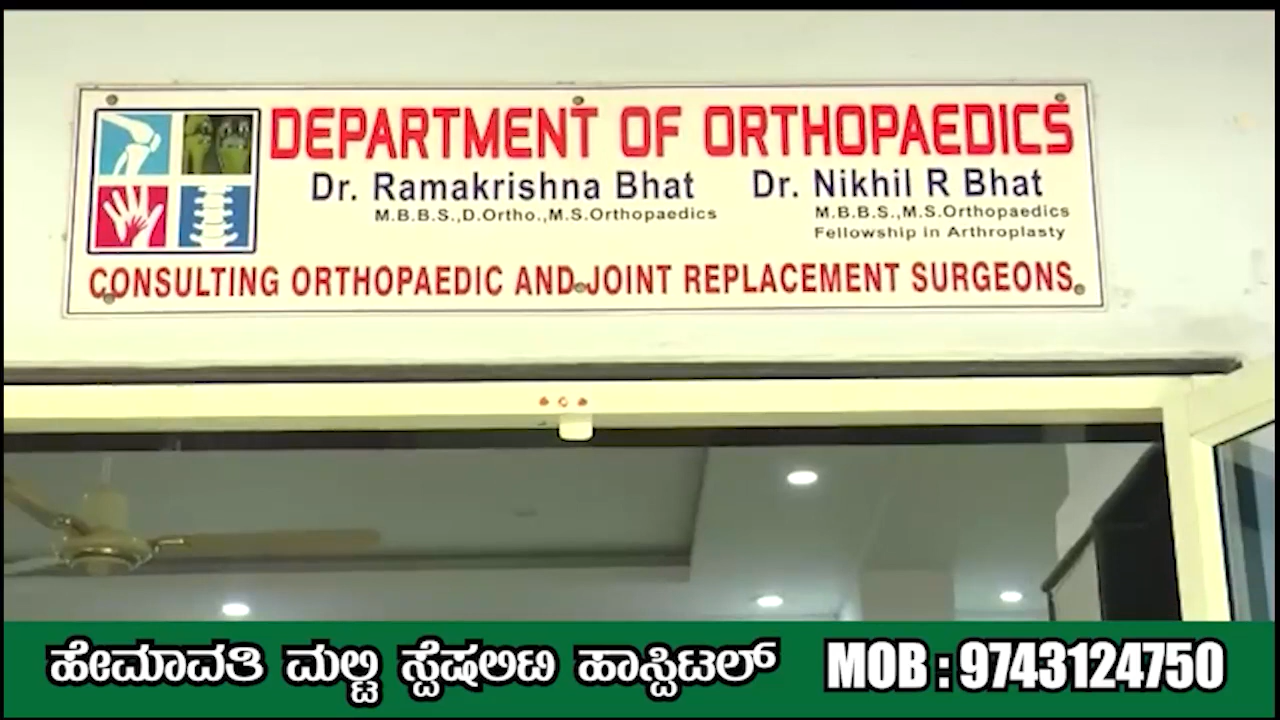 DEPARTMENT OF ORTHOPAEDICS
Dr. Ramakrishna Bhat Dr. Nikhil R Bhat
M.B.B.S.,D.Ortho.,M.S.Orthopaedics M.B.B.S.,M.S.Orthopaedics
Fellowship in Arthroplasty
CONSULTING ORTHOPAEDIC AND JOINT REPLACEMENT SURGEONS
ಹೇಮಾವತಿ ಮಲ್ಟಿ ಸ್ಪೆಷಲಿಟಿ ಹಾಸ್ಪಿಟಲ್ MOB : 9743124750